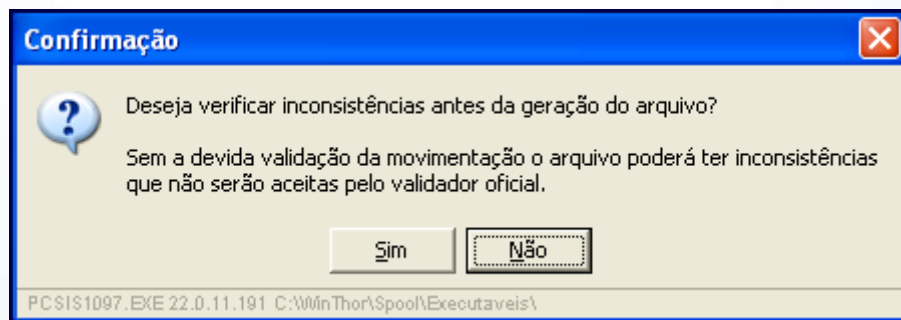 Confirmação
Deseja verificar inconsistências antes da geração do arquivo?
Sem a devida validação da movimentação o arquivo poderá ter inconsistências
que não serão aceitas pelo validador oficial.
Sim Não
PCSIS1097.EXE 22.0.11.191 C:\WinThor\Spool\Executaveis\